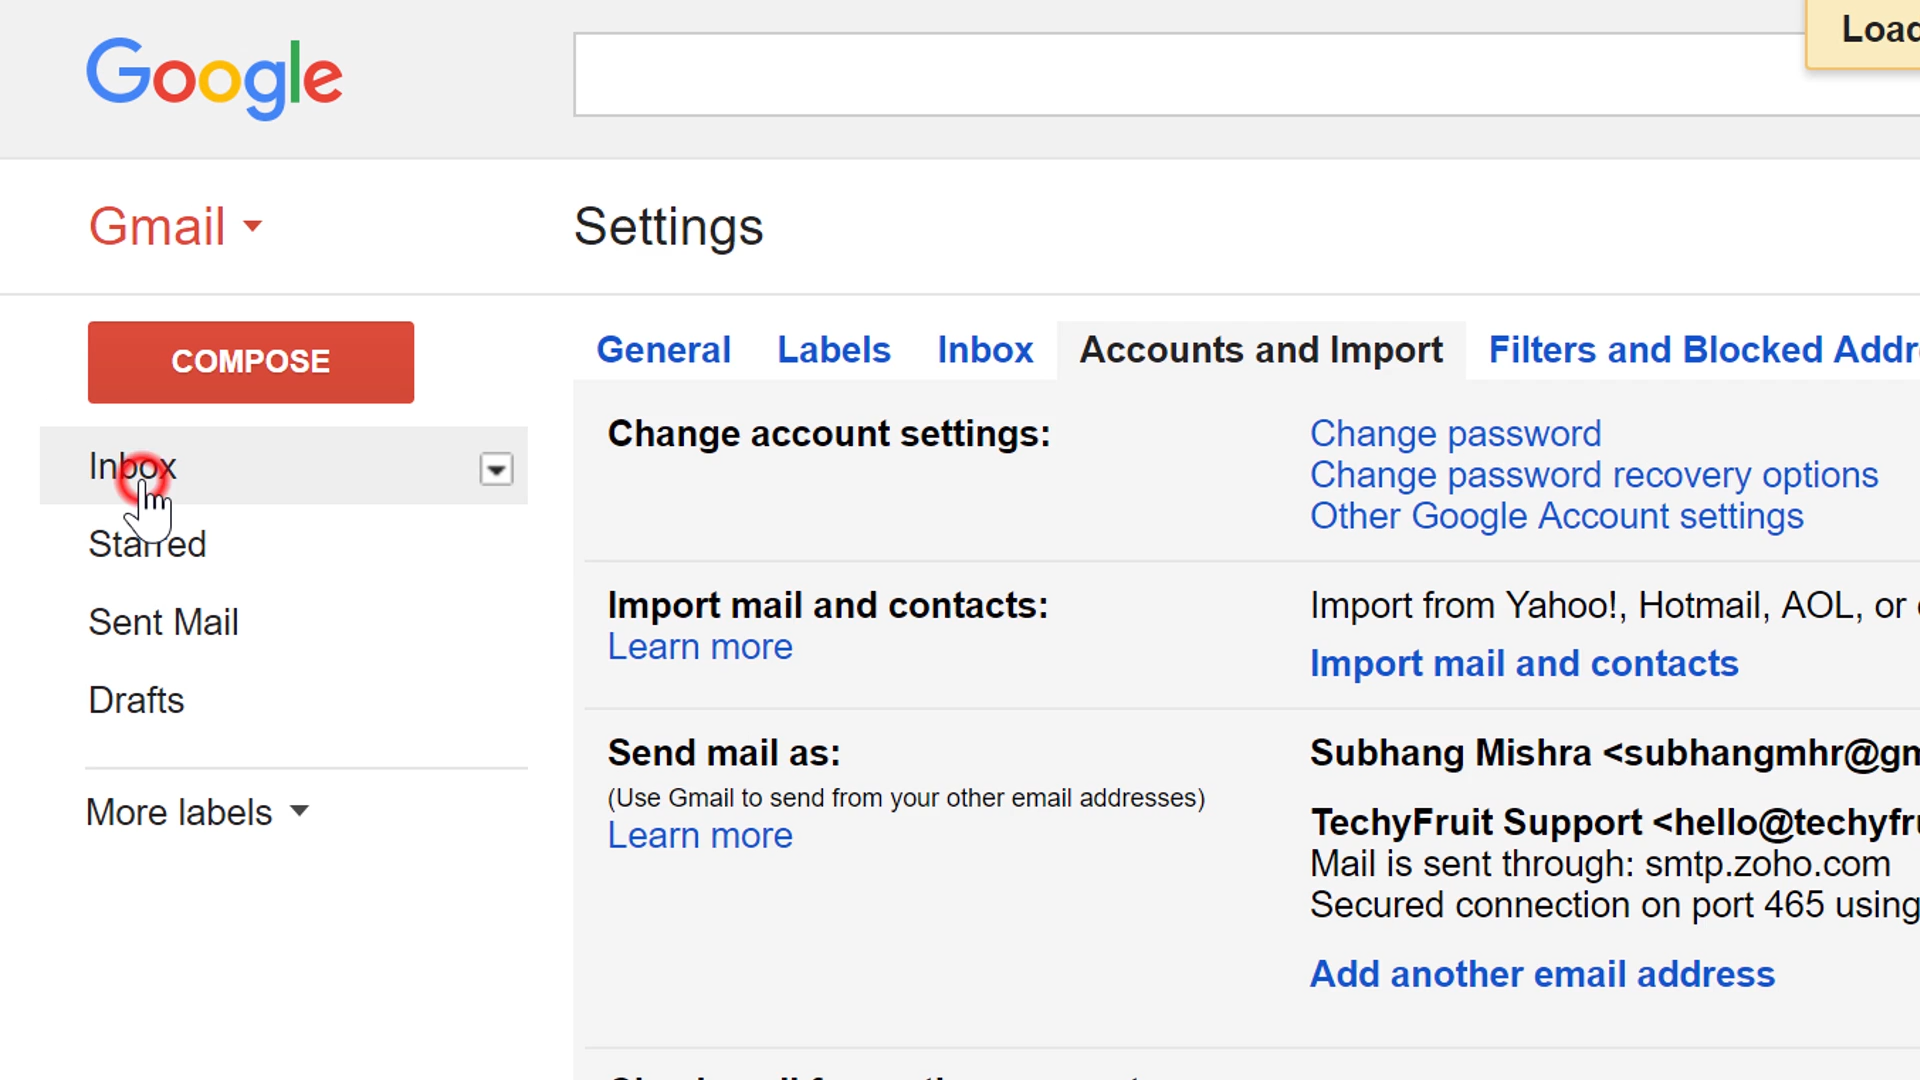 Google
Load
Gmail
Settings
COMPOSE
General Labels Inbox Accounts and Import Filters and Blocked Addr
Inbox
Starred
Sent Mail
Drafts
More labels
Change account settings:
Change password
Change password recovery options
Other Google Account settings
Import mail and contacts:
Learn more
Import from Yahoo!, Hotmail, AOL, or
Import mail and contacts
Send mail as:
(Use Gmail to send from your other email addresses)
Learn more
Subhang Mishra <subhangmhr@gm
TechyFruit Support <hello@techyfru
Mail is sent through: smtp.zoho.com
Secured connection on port 465 using
Add another email address